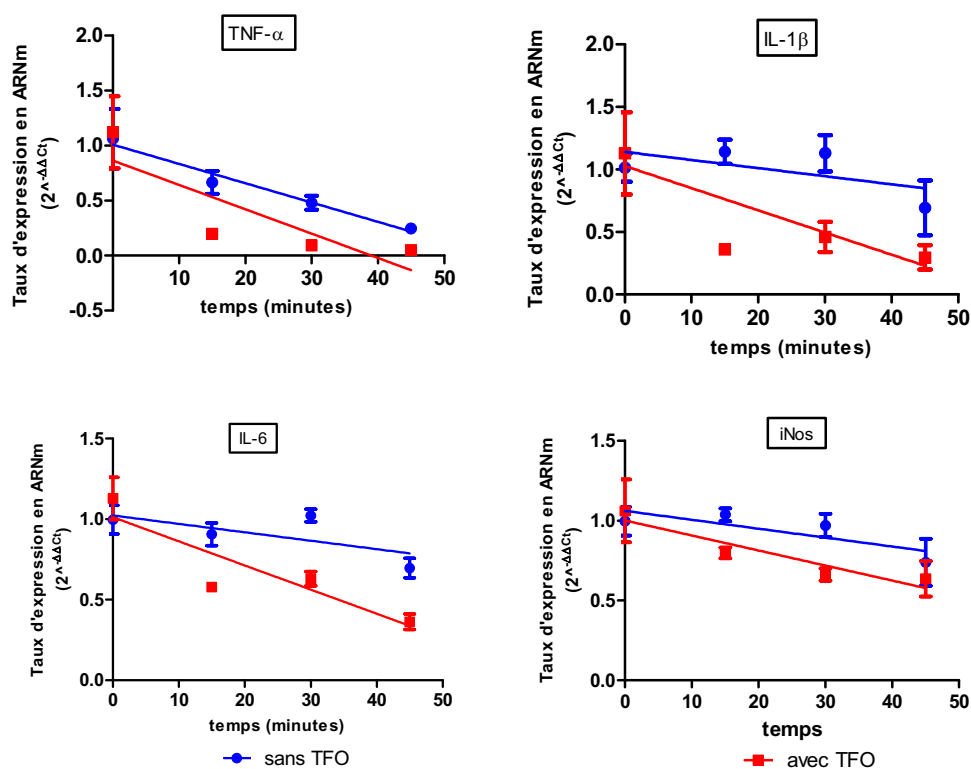 TNF-α
Taux d'expression en ARNm
(2^-ΔΔCt)
2.0
1.5
1.0
0.5
0.0
-0.5
10 20 30 40 50
temps (minutes)
IL-1β
Taux d'expression en ARNm
(2^-ΔΔCt)
2.0
1.5
1.0
0.5
0.0
0 10 20 30 40 50
temps (minutes)
IL-6
Taux d'expression en ARNm
(2^-ΔΔCt)
1.5
1.0
0.5
0.0
0 10 20 30 40 50
temps (minutes)
iNos
Taux d'expression en ARNm
(2^-ΔΔCt)
1.5
1.0
0.5
0.0
0 10 20 30 40 50
temps
sans TFO
avec TFO